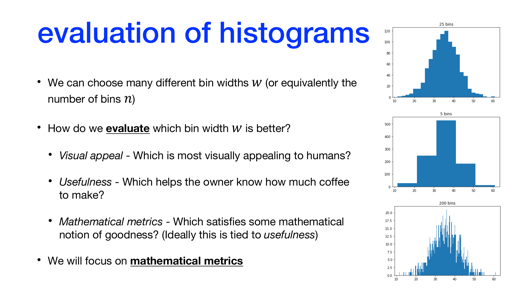 evaluation of histograms
• We can choose many different bin widths w (or equivalently the
number of bins n)
• How do we evaluate which bin width w is better?
• Visual appeal - Which is most visually appealing to humans?
• Usefulness - Which helps the owner know how much coffee
to make?
• Mathematical metrics - Which satisfies some mathematical
notion of goodness? (Ideally this is tied to usefulness)
• We will focus on mathematical metrics
25 bins
120
100
80
60
40
20
0
10 20 30 40 50 60
5 bins
500
400
300
200
100
0
10 20 30 40 50 60
200 bins
20.0
17.5
15.0
12.5
10.0
7.5
5.0
2.5
0.0
10 20 30 40 50 60